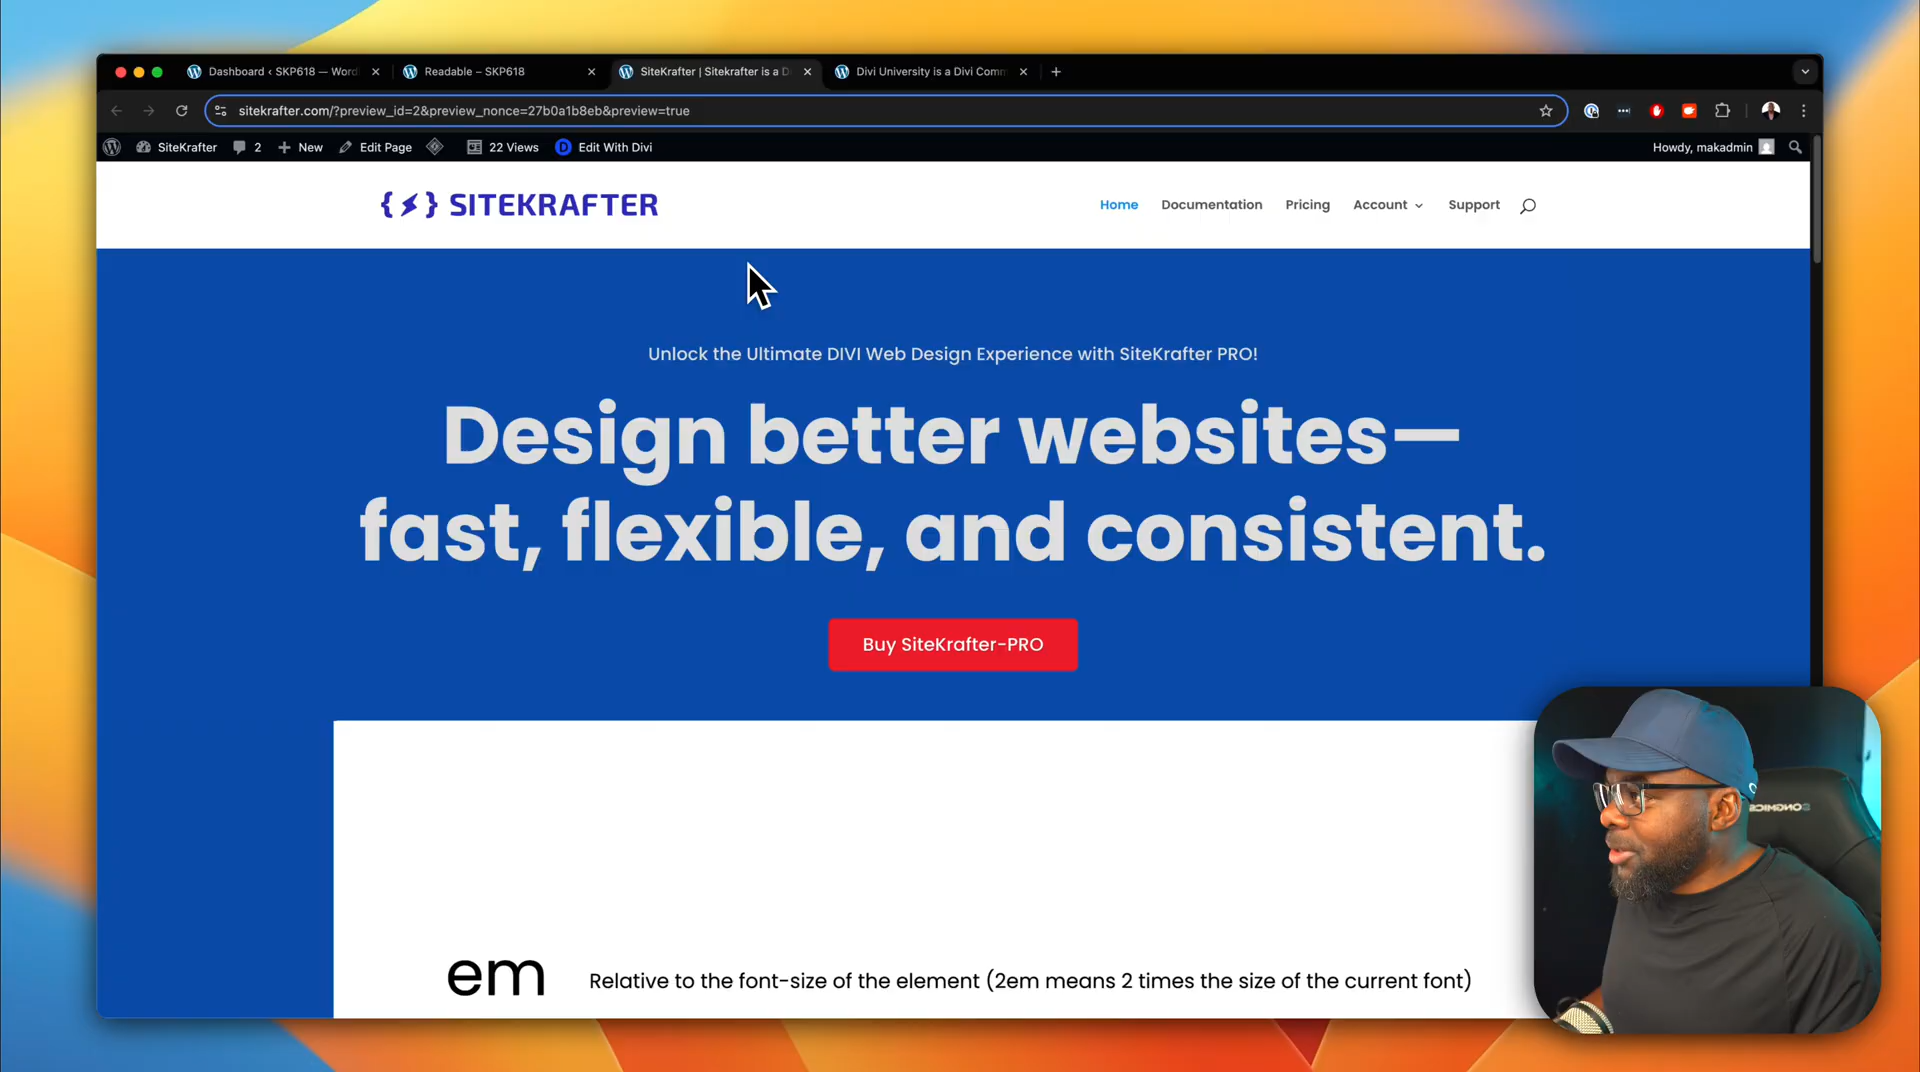 Dashboard ‹ SKP618 — Word
Readable – SKP618
SiteKrafter | Sitekrafter is a D
Divi University is a Divi Comm
sitekrafter.com/?preview_id=2&preview_nonce=27b0a1b8eb&preview=true
SiteKrafter
2
New
Edit Page
22 Views
D
Edit With Divi
Howdy, makadmin
{ } SITEKRAFTER
Home
Documentation
Pricing
Account
Support
Unlock the Ultimate DIVI Web Design Experience with SiteKrafter PRO!
Design better websites—
fast, flexible, and consistent.
Buy SiteKrafter-PRO
em
Relative to the font-size of the element (2em means 2 times the size of the current font)